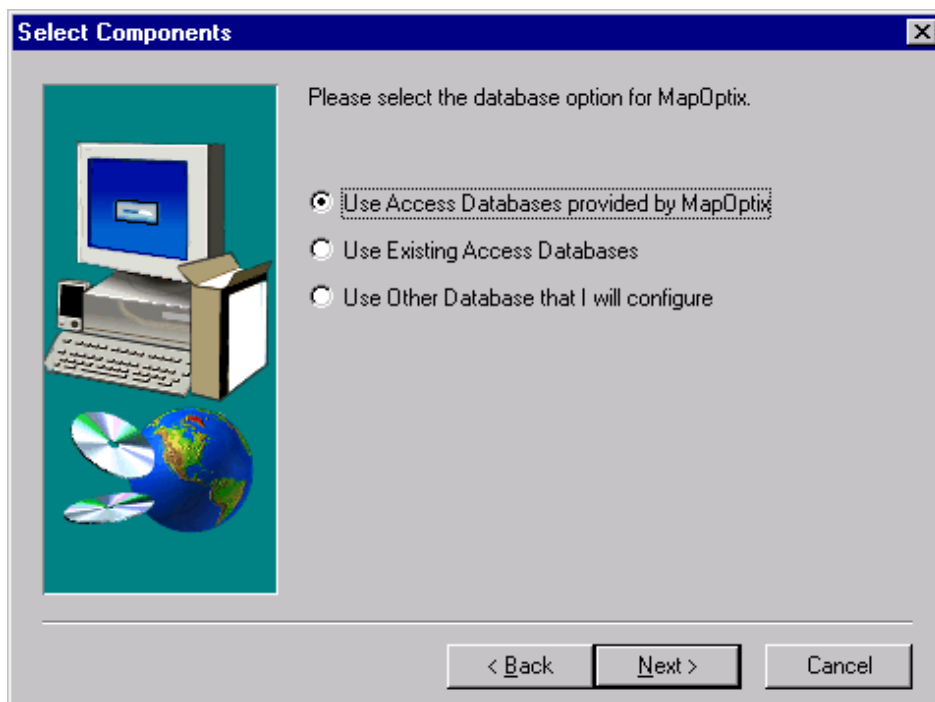 Select Components
Please select the database option for MapOptix.
Use Access Databases provided by MapOptix
Use Existing Access Databases
Use Other Database that I will configure
< Back
Next >
Cancel